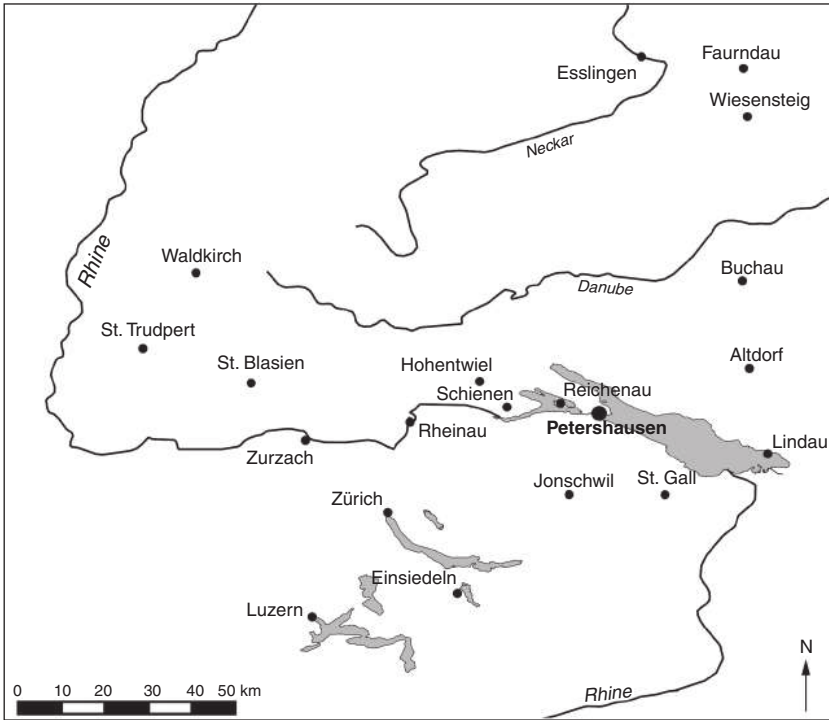 Esslingen
Faurndau
Wiesensteig
Neckar
Rhine
Waldkirch
Buchau
Danube
St. Trudpert
St. Blasien
Hohentwiel
Altdorf
Schienen
Reichenau
Petershausen
Rheinau
Lindau
Zurzach
Jonschwil
St. Gall
Zürich
Einsiedeln
Luzern
N
0 10 20 30 40 50 km
Rhine